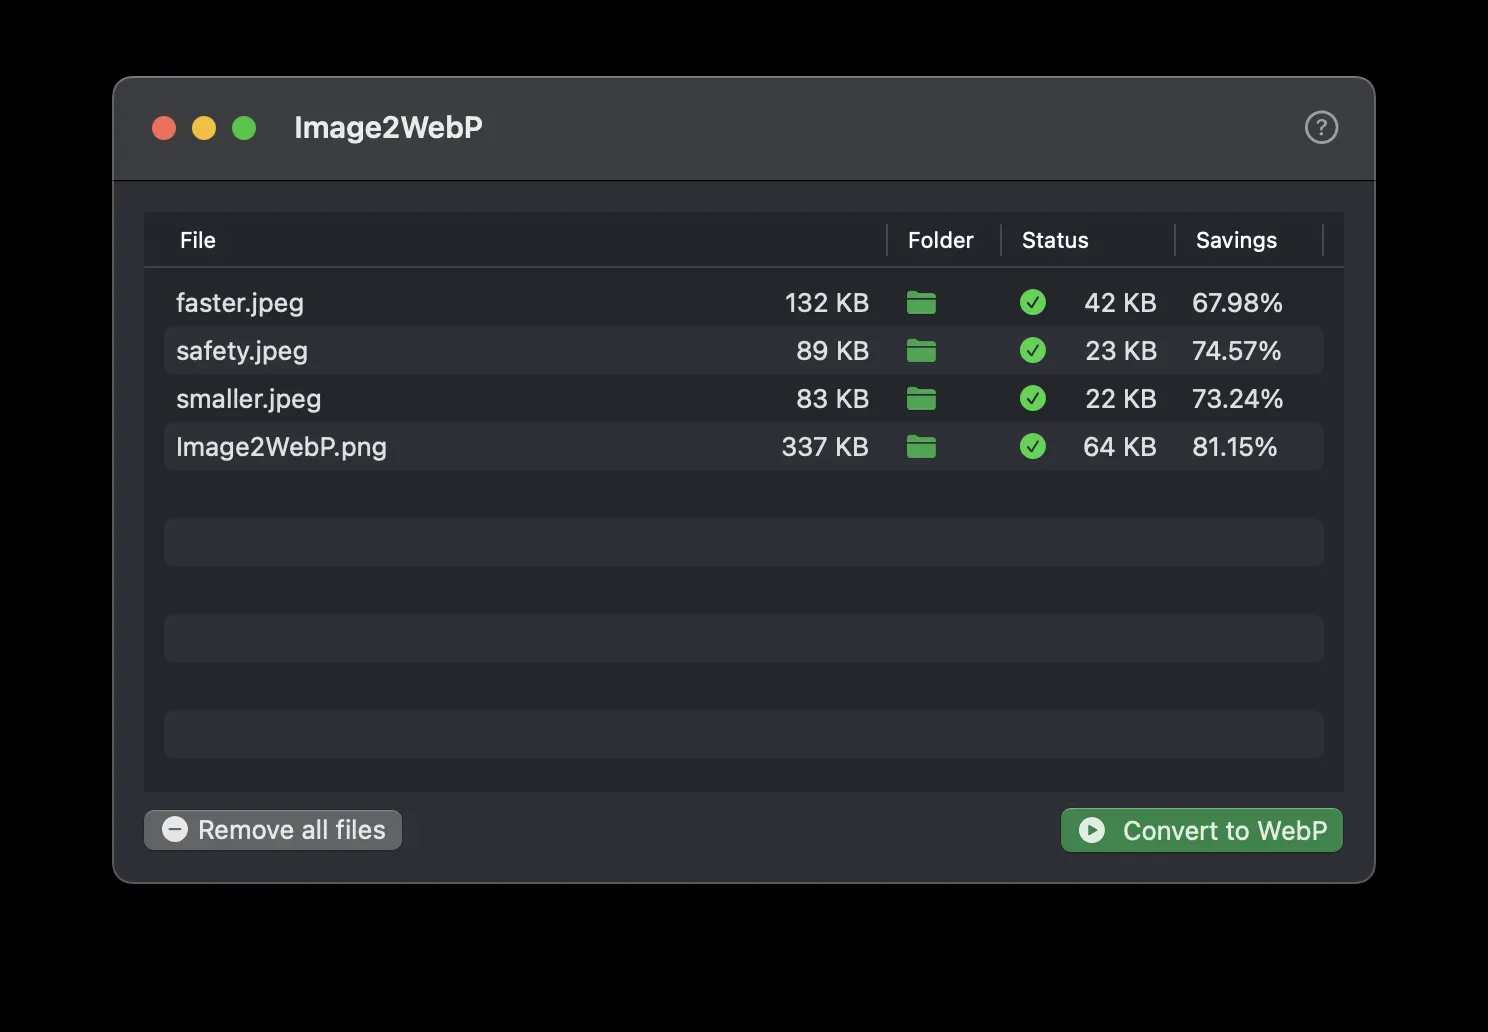 Image2WebP
?
File Folder Status Savings
faster.jpeg 132 KB 42 KB 67.98%
safety.jpeg 89 KB 23 KB 74.57%
smaller.jpeg 83 KB 22 KB 73.24%
Image2WebP.png 337 KB 64 KB 81.15%
Remove all files
Convert to WebP